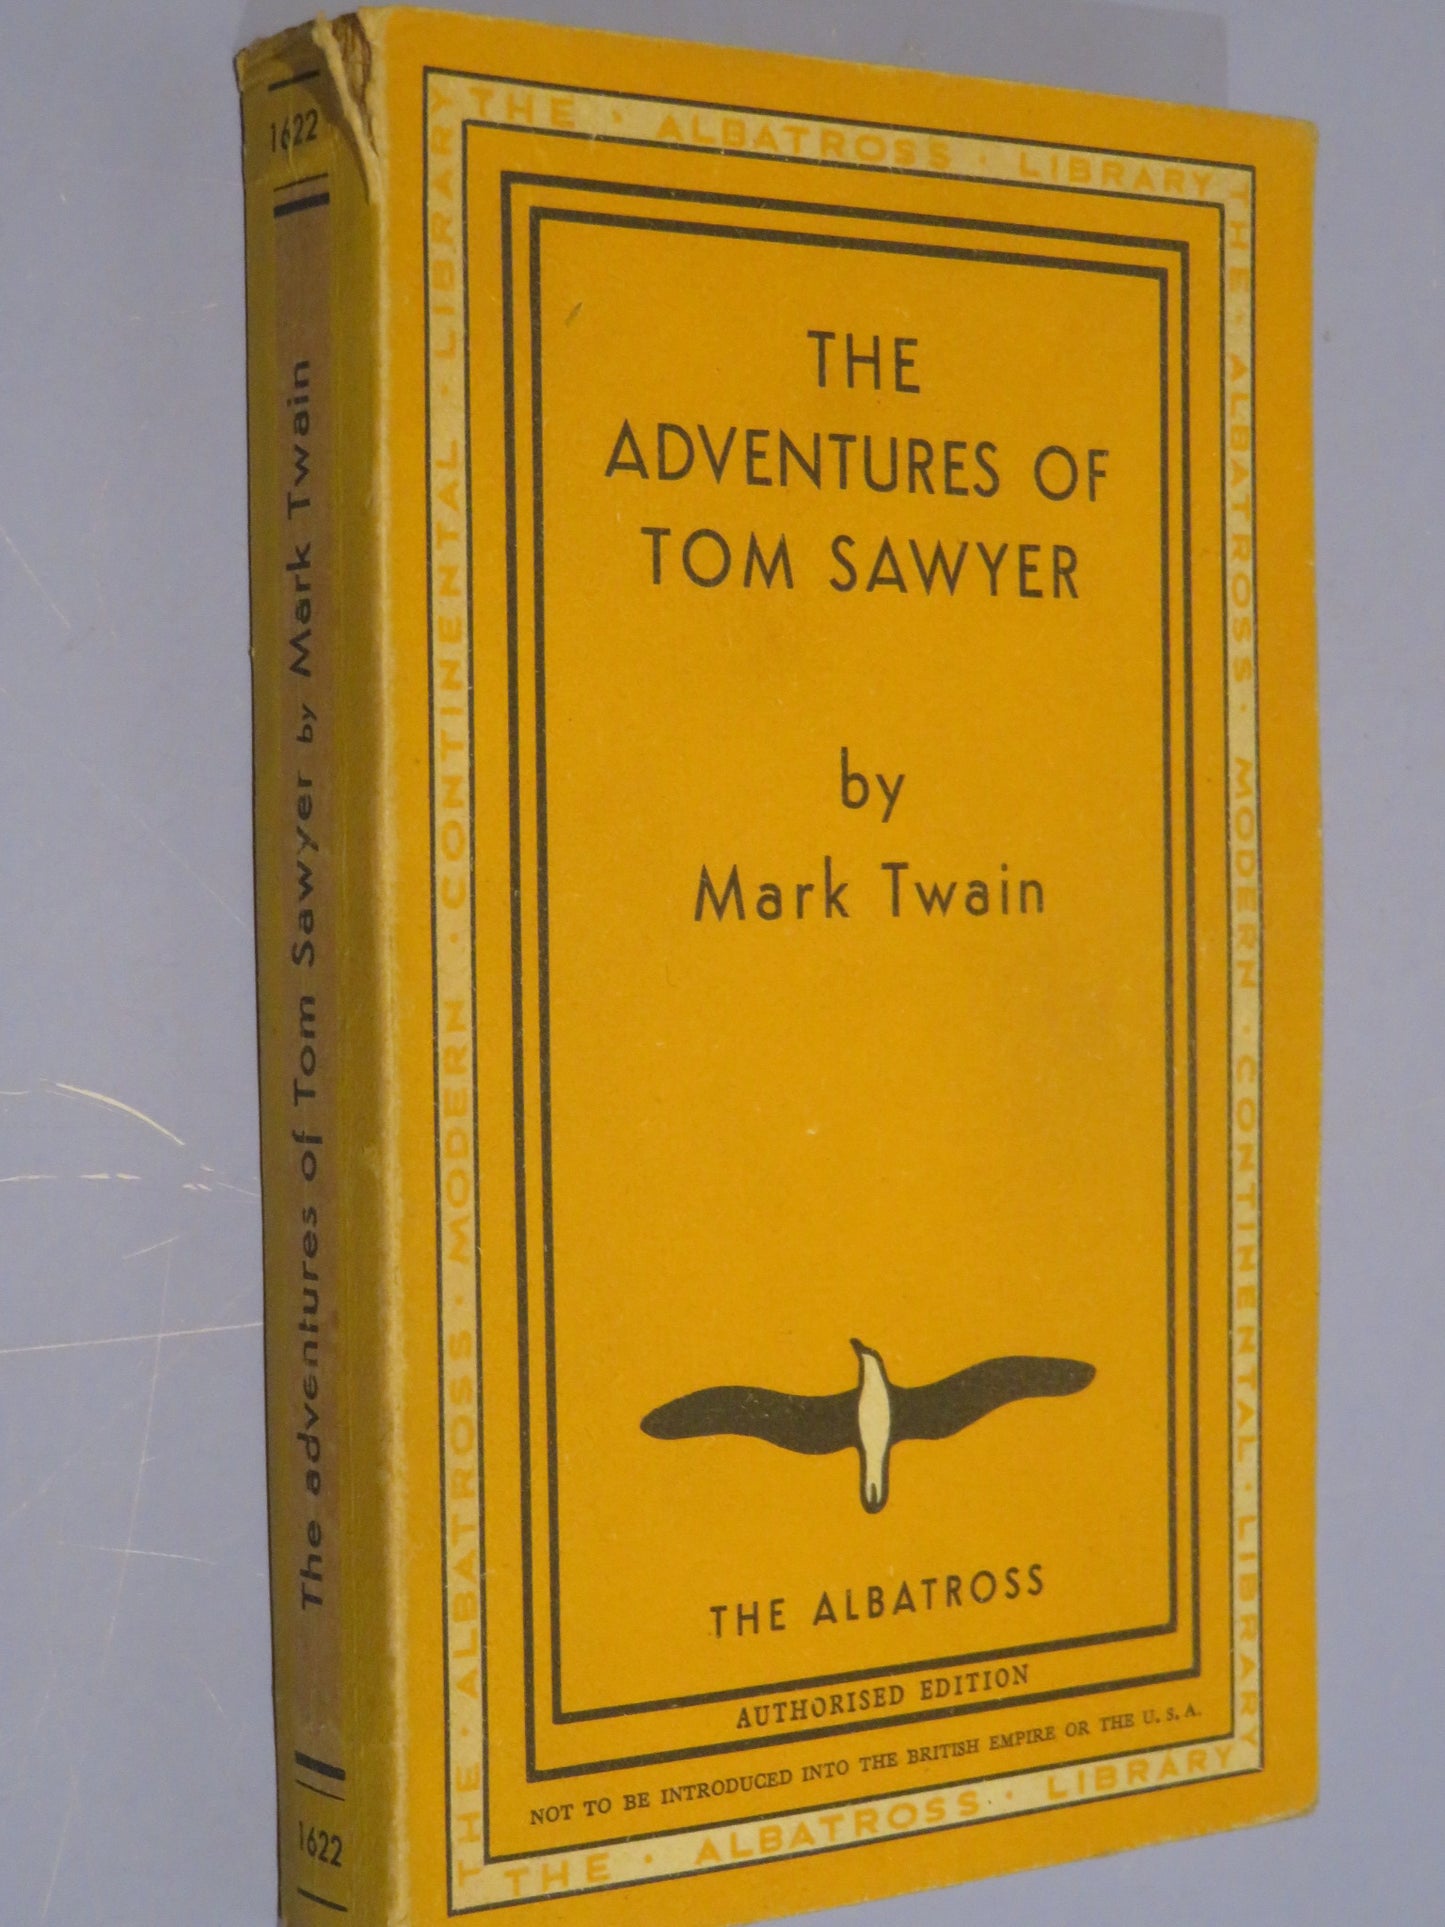 1622
The adventures of Tom Sawyer by Mark Twain
1622
THE · ALBATROSS · LIBRARY
THE · ALBATROSS · MODERN · CONTINENTAL · LIBRARY
THE · ALBATROSS · MODERN · CONTINENTAL · LIBRARY
THE
ADVENTURES OF
TOM SAWYER
by
Mark Twain
THE ALBATROSS
AUTHORISED EDITION
NOT TO BE INTRODUCED INTO THE BRITISH EMPIRE OR THE U. S. A.
THE · ALBATROSS · LIBRARY